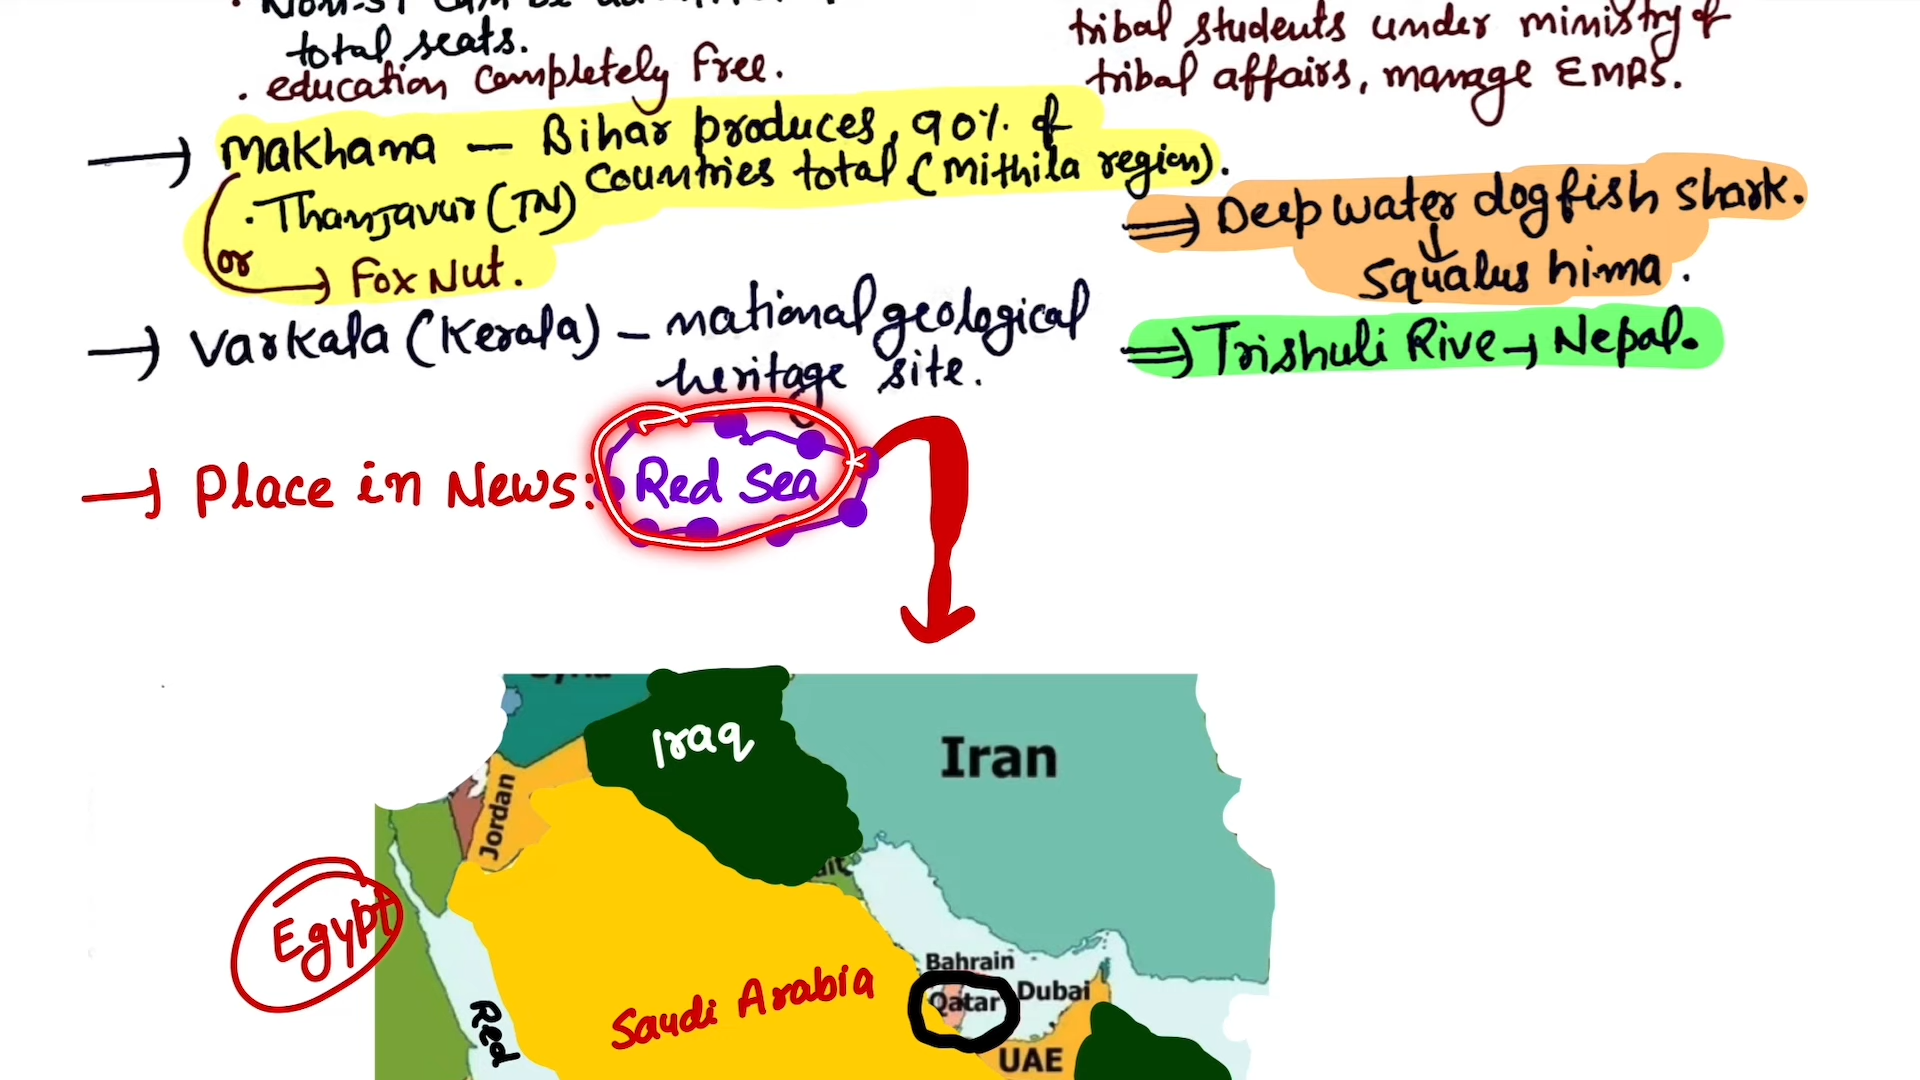 total seats.
. education completely free.
tribal students under ministry of
tribal affairs, manage EMRS.
→ Makhana — Bihar produces, 90% of
countries total (Mithila region).
. Thanjavur (TN)
or → Fox Nut.
→ Varkala (Kerala) – national geological
heritage site.
⇒ Deep water dogfish shark.
↓
Squalus hima.
⇒ Trishuli Rive → Nepal.
→ Place in News: Red Sea
Syria
Iraq
Iran
Jordan
Egypt
Saudi Arabia
Bahrain
Qatar
Dubai
Red
UAE